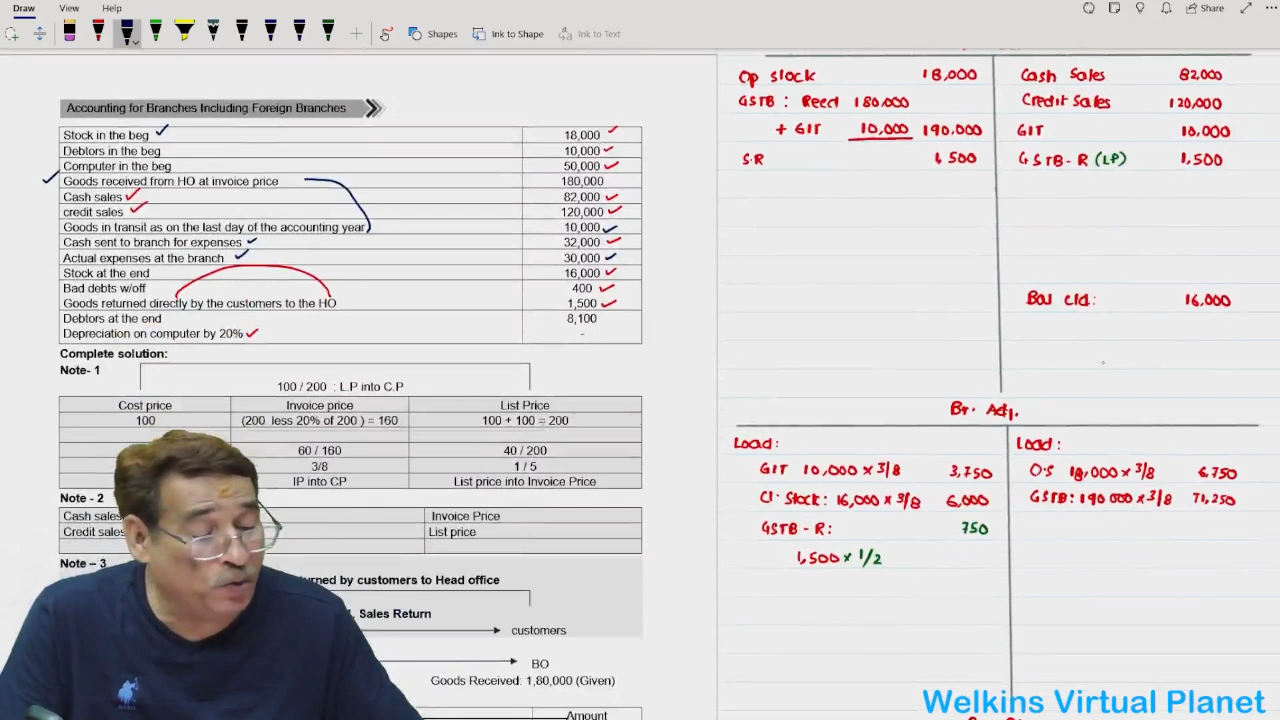 Draw View Help
Shapes Ink to Shape Ink to Text Share
Accounting for Branches Including Foreign Branches
Stock in the beg 18,000
Debtors in the beg 10,000
Computer in the beg 50,000
Goods received from HO at invoice price 180,000
Cash sales 82,000
credit sales 120,000
Goods in transit as on the last day of the accounting year 10,000
Cash sent to branch for expenses 32,000
Actual expenses at the branch 30,000
Stock at the end 16,000
Bad debts w/off 400
Goods returned directly by the customers to the HO 1,500
Debtors at the end 8,100
Depreciation on computer by 20% -
Complete solution:
Note- 1
100 / 200 : L.P into C.P
Cost price Invoice price List Price
100 (200 less 20% of 200 ) = 160 100 + 100 = 200
60 / 160 40 / 200
3/8 1 / 5
IP into CP List price into Invoice Price
Note - 2
Cash sales Invoice Price
Credit sales List price
Note – 3
urned by customers to Head office
Sales Return
customers
BO
Goods Received: 1,80,000 (Given)
Amount
Op Stock 18,000 Cash Sales 82,000
GSTB: Recd 180,000 Credit Sales 120,000
+ GIT 10,000 190,000 GIT 10,000
S.R 1,500 GSTB-R (LP) 1,500
Bal c/d: 16,000
Br. Adj.
Load: Load:
GIT 10,000 × 3/8 3,750 O.S 18,000 × 3/8 6,750
Cl. Stock: 16,000 × 3/8 6,000 GSTB: 190 000 × 3/8 71,250
GSTB - R: 750
1,500 × 1/2
Welkins Virtual Planet